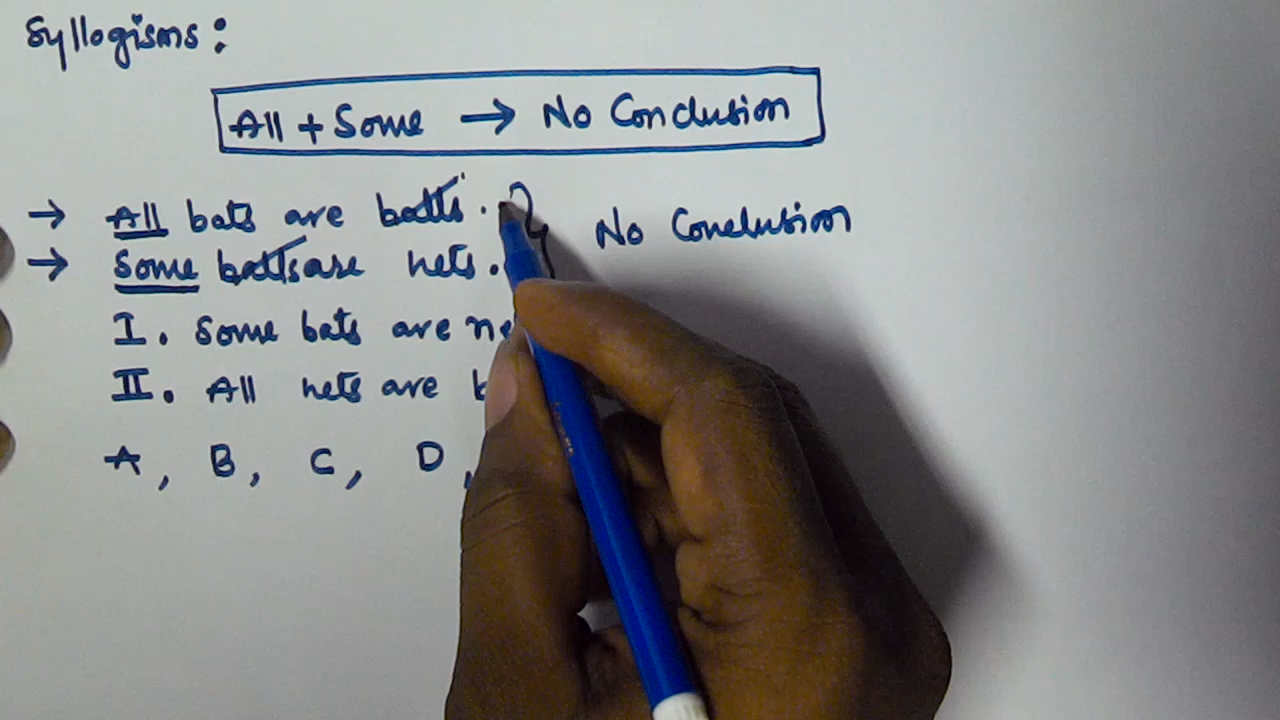 Syllogisms:
All + Some → No Conclusion
→ All bats are balls. No Conclusion
→ Some balls are nets.
I. Some bats are
II. All nets are
A, B, C, D,